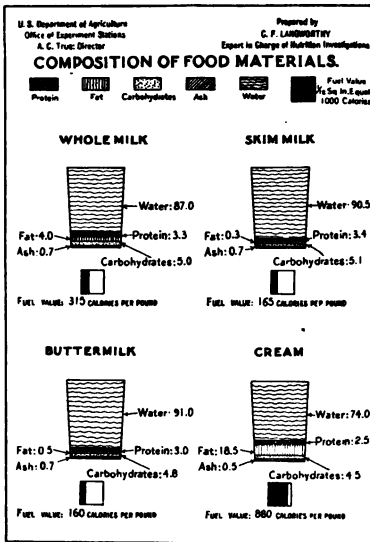 U. S. Department of Agriculture
Office of Experiment Stations
A. C. True: Director
Prepared by
C. F. LANGWORTHY
Expert in Charge of Nutrition Investigations
COMPOSITION OF FOOD MATERIALS.
Protein
Fat
Carbohydrates
Ash
Water
Fuel Value
Sq. In. Equals
1000 Calories
WHOLE MILK
Water: 87.0
Fat: 4.0
Protein: 3.3
Ash: 0.7
Carbohydrates: 5.0
FUEL VALUE: 315 CALORIES PER POUND
SKIM MILK
Water: 90.5
Fat: 0.3
Protein: 3.4
Ash: 0.7
Carbohydrates: 5.1
FUEL VALUE: 165 CALORIES PER POUND
BUTTERMILK
Water: 91.0
Fat: 0.5
Protein: 3.0
Ash: 0.7
Carbohydrates: 4.8
FUEL VALUE: 160 CALORIES PER POUND
CREAM
Water: 74.0
Protein: 2.5
Fat: 18.5
Ash: 0.5
Carbohydrates: 4.5
FUEL VALUE: 880 CALORIES PER POUND